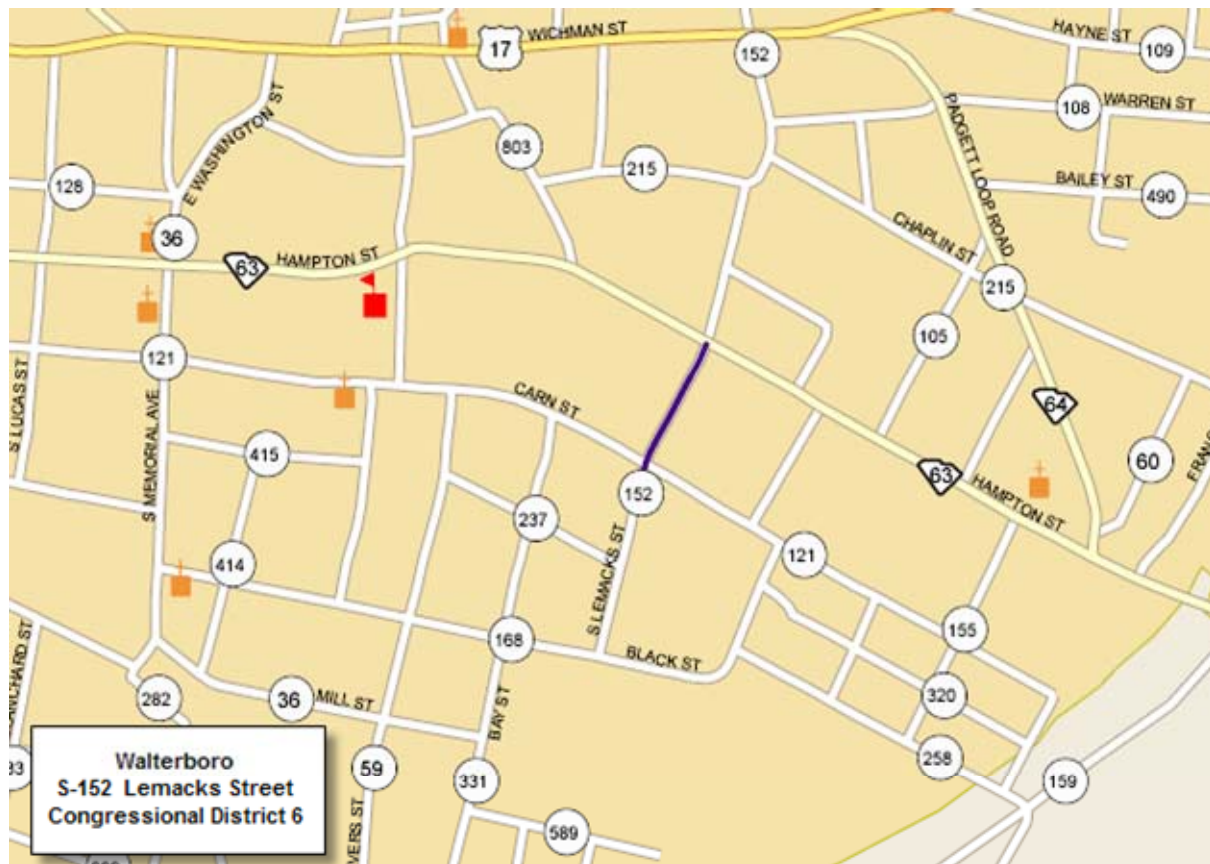 WICHMAN ST
17
HAYNE ST
109
152
PADGETT LOOP ROAD
108
WARREN ST
803
215
E WASHINGTON ST
128
BAILEY ST
490
36
CHAPLIN ST
HAMPTON ST
63
215
105
121
S LUCAS ST
CARN ST
64
S MEMORIAL AVE
415
63
HAMPTON ST
60
152
237
S LEMACKS ST
121
414
168
BLACK ST
155
282
36
MILL ST
BAY ST
320
59
331
258
159
589
Walterboro
S-152 Lemacks Street
Congressional District 6